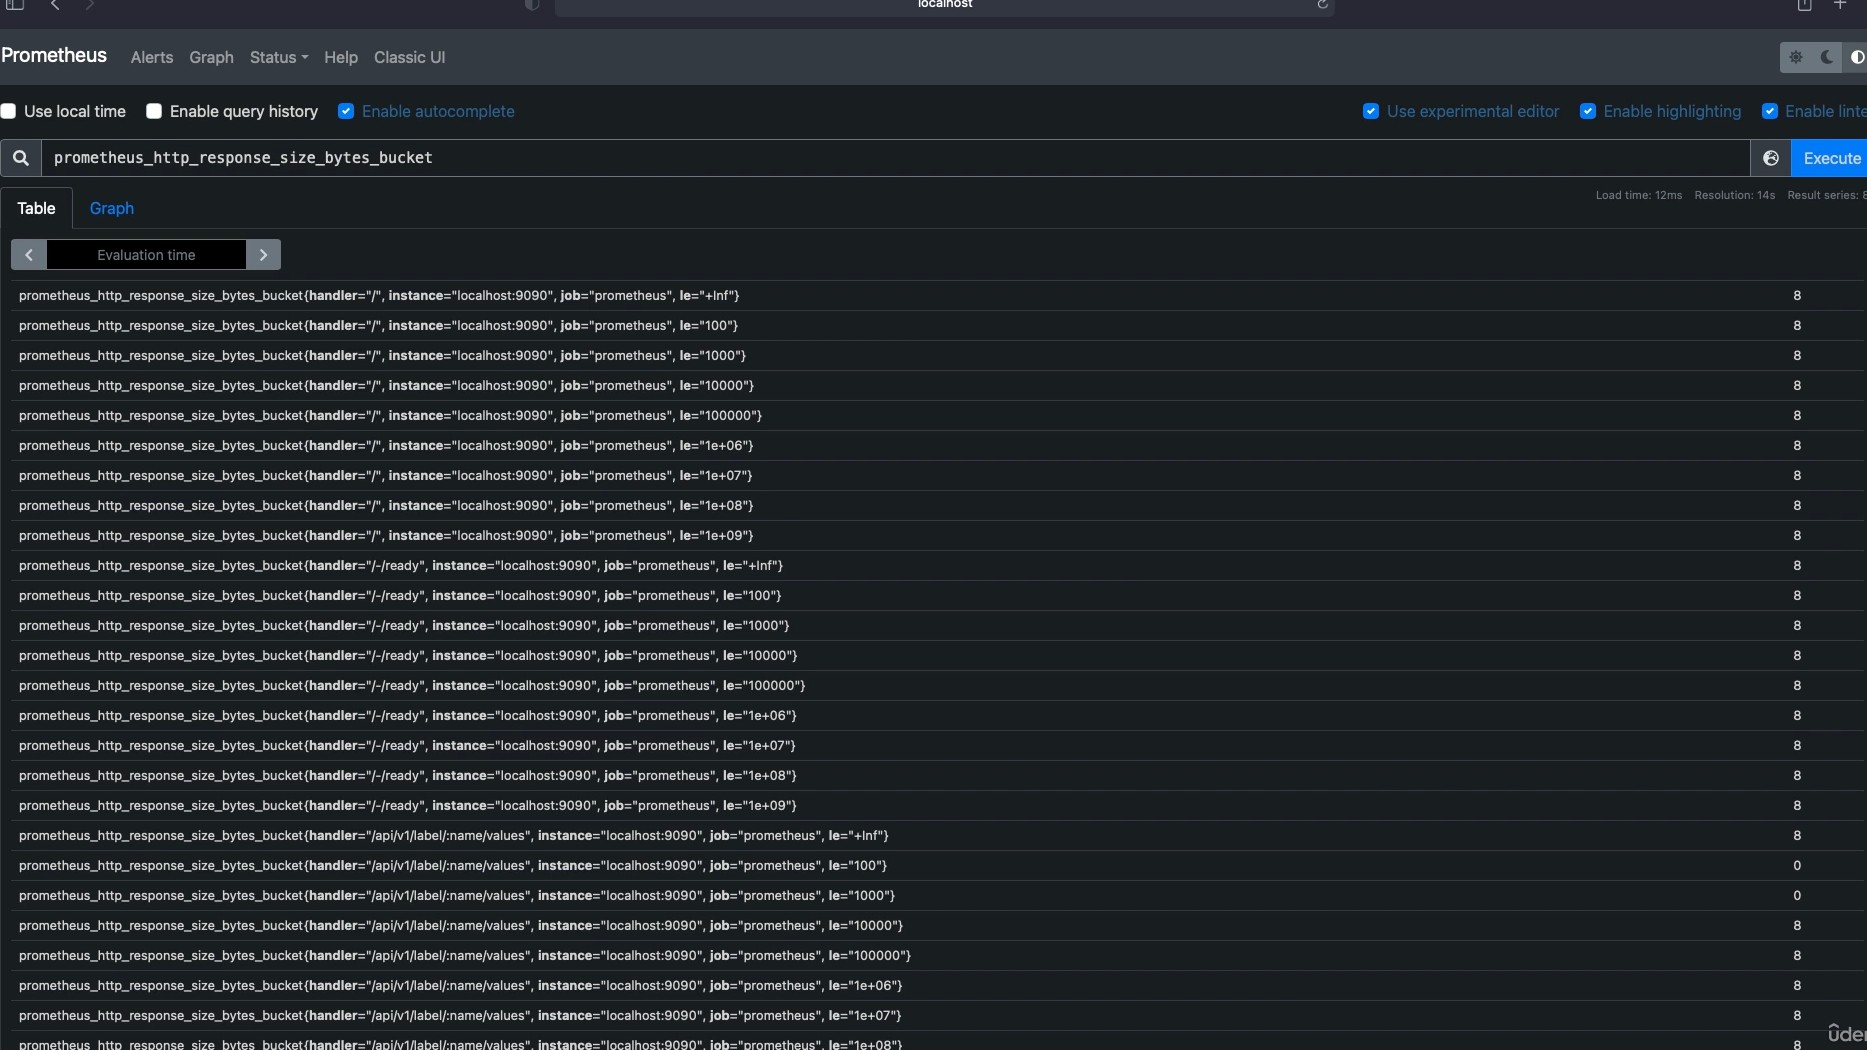 localhost
Prometheus Alerts Graph Status Help Classic UI
Use local time Enable query history Enable autocomplete Use experimental editor Enable highlighting Enable linte
prometheus_http_response_size_bytes_bucket Execute
Load time: 12ms Resolution: 14s Result series: 8
Table Graph
Evaluation time
prometheus_http_response_size_bytes_bucket{handler="/", instance="localhost:9090", job="prometheus", le="+Inf"} 8
prometheus_http_response_size_bytes_bucket{handler="/", instance="localhost:9090", job="prometheus", le="100"} 8
prometheus_http_response_size_bytes_bucket{handler="/", instance="localhost:9090", job="prometheus", le="1000"} 8
prometheus_http_response_size_bytes_bucket{handler="/", instance="localhost:9090", job="prometheus", le="10000"} 8
prometheus_http_response_size_bytes_bucket{handler="/", instance="localhost:9090", job="prometheus", le="100000"} 8
prometheus_http_response_size_bytes_bucket{handler="/", instance="localhost:9090", job="prometheus", le="1e+06"} 8
prometheus_http_response_size_bytes_bucket{handler="/", instance="localhost:9090", job="prometheus", le="1e+07"} 8
prometheus_http_response_size_bytes_bucket{handler="/", instance="localhost:9090", job="prometheus", le="1e+08"} 8
prometheus_http_response_size_bytes_bucket{handler="/", instance="localhost:9090", job="prometheus", le="1e+09"} 8
prometheus_http_response_size_bytes_bucket{handler="/-/ready", instance="localhost:9090", job="prometheus", le="+Inf"} 8
prometheus_http_response_size_bytes_bucket{handler="/-/ready", instance="localhost:9090", job="prometheus", le="100"} 8
prometheus_http_response_size_bytes_bucket{handler="/-/ready", instance="localhost:9090", job="prometheus", le="1000"} 8
prometheus_http_response_size_bytes_bucket{handler="/-/ready", instance="localhost:9090", job="prometheus", le="10000"} 8
prometheus_http_response_size_bytes_bucket{handler="/-/ready", instance="localhost:9090", job="prometheus", le="100000"} 8
prometheus_http_response_size_bytes_bucket{handler="/-/ready", instance="localhost:9090", job="prometheus", le="1e+06"} 8
prometheus_http_response_size_bytes_bucket{handler="/-/ready", instance="localhost:9090", job="prometheus", le="1e+07"} 8
prometheus_http_response_size_bytes_bucket{handler="/-/ready", instance="localhost:9090", job="prometheus", le="1e+08"} 8
prometheus_http_response_size_bytes_bucket{handler="/-/ready", instance="localhost:9090", job="prometheus", le="1e+09"} 8
prometheus_http_response_size_bytes_bucket{handler="/api/v1/label/:name/values", instance="localhost:9090", job="prometheus", le="+Inf"} 8
prometheus_http_response_size_bytes_bucket{handler="/api/v1/label/:name/values", instance="localhost:9090", job="prometheus", le="100"} 0
prometheus_http_response_size_bytes_bucket{handler="/api/v1/label/:name/values", instance="localhost:9090", job="prometheus", le="1000"} 0
prometheus_http_response_size_bytes_bucket{handler="/api/v1/label/:name/values", instance="localhost:9090", job="prometheus", le="10000"} 8
prometheus_http_response_size_bytes_bucket{handler="/api/v1/label/:name/values", instance="localhost:9090", job="prometheus", le="100000"} 8
prometheus_http_response_size_bytes_bucket{handler="/api/v1/label/:name/values", instance="localhost:9090", job="prometheus", le="1e+06"} 8
prometheus_http_response_size_bytes_bucket{handler="/api/v1/label/:name/values", instance="localhost:9090", job="prometheus", le="1e+07"} 8
prometheus_http_response_size_bytes_bucket{handler="/api/v1/label/:name/values", instance="localhost:9090", job="prometheus", le="1e+08"} 8